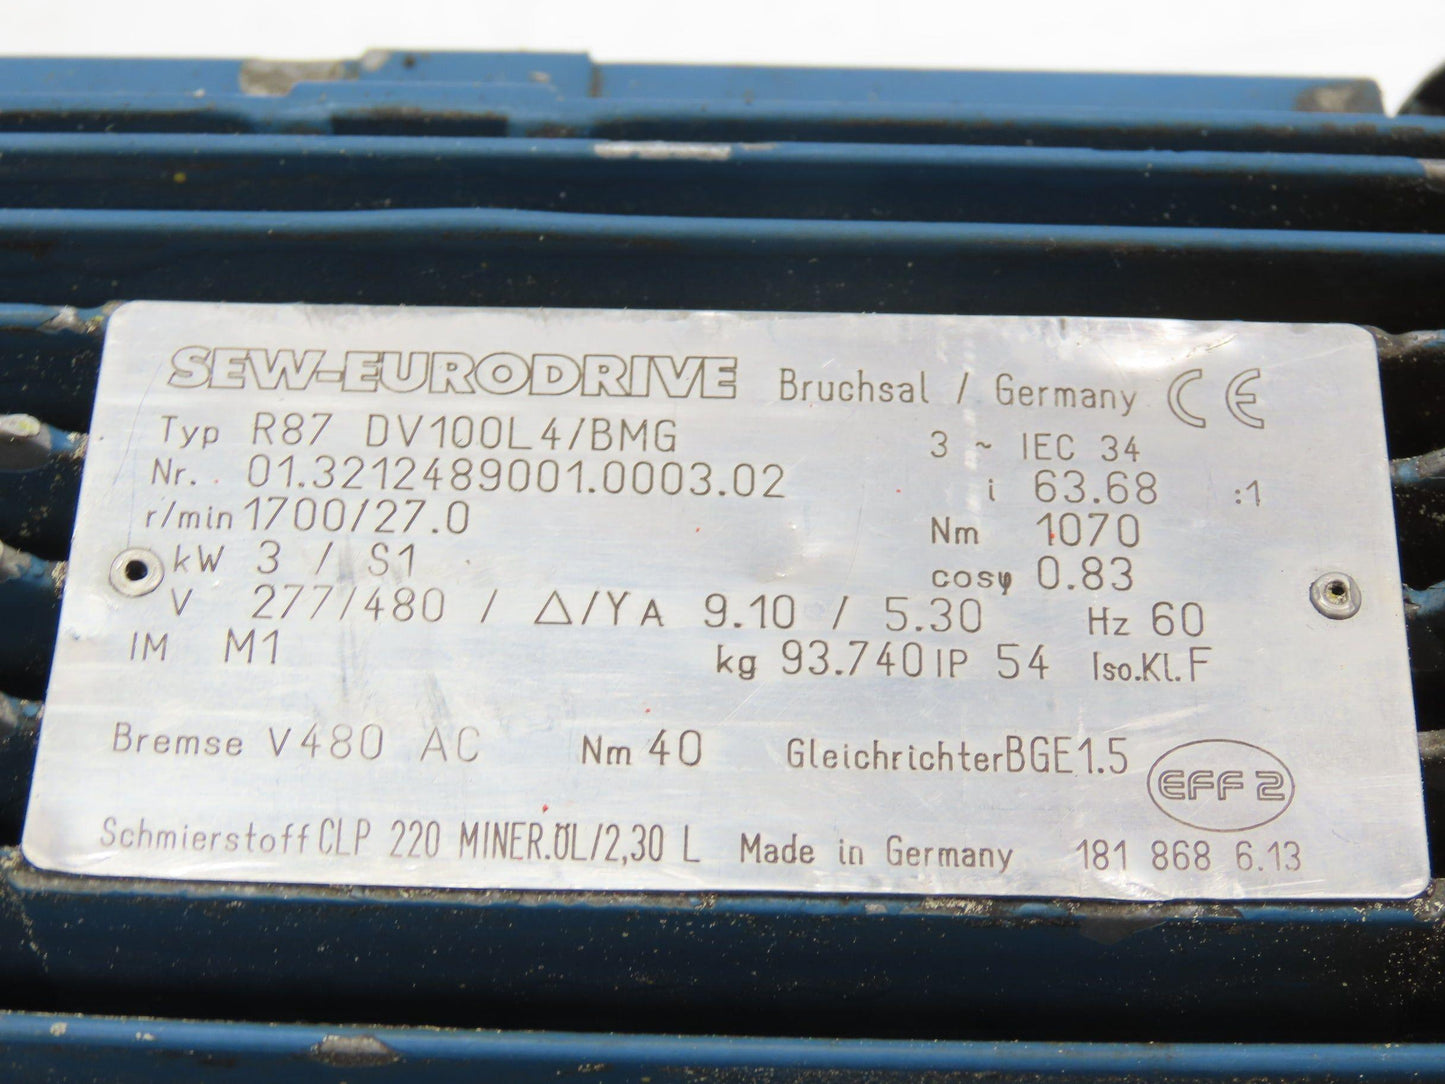 SEW-EURODRIVE Bruchsal / Germany CE
Typ R87 DV100L4/BMG 3 ~ IEC 34
Nr. 01.3212489001.0003.02 i 63.68 :1
r/min 1700/27.0 Nm 1070
kW 3 / S1 cosφ 0.83
V 277/480 / Δ/Y A 9.10 / 5.30 Hz 60
IM M1 kg 93.740 IP 54 Iso.Kl. F
Bremse V 480 AC Nm 40 Gleichrichter BGE1.5
EFF 2
Schmierstoff CLP 220 MINER.ÖL/2,30 L Made in Germany 181 868 6.13